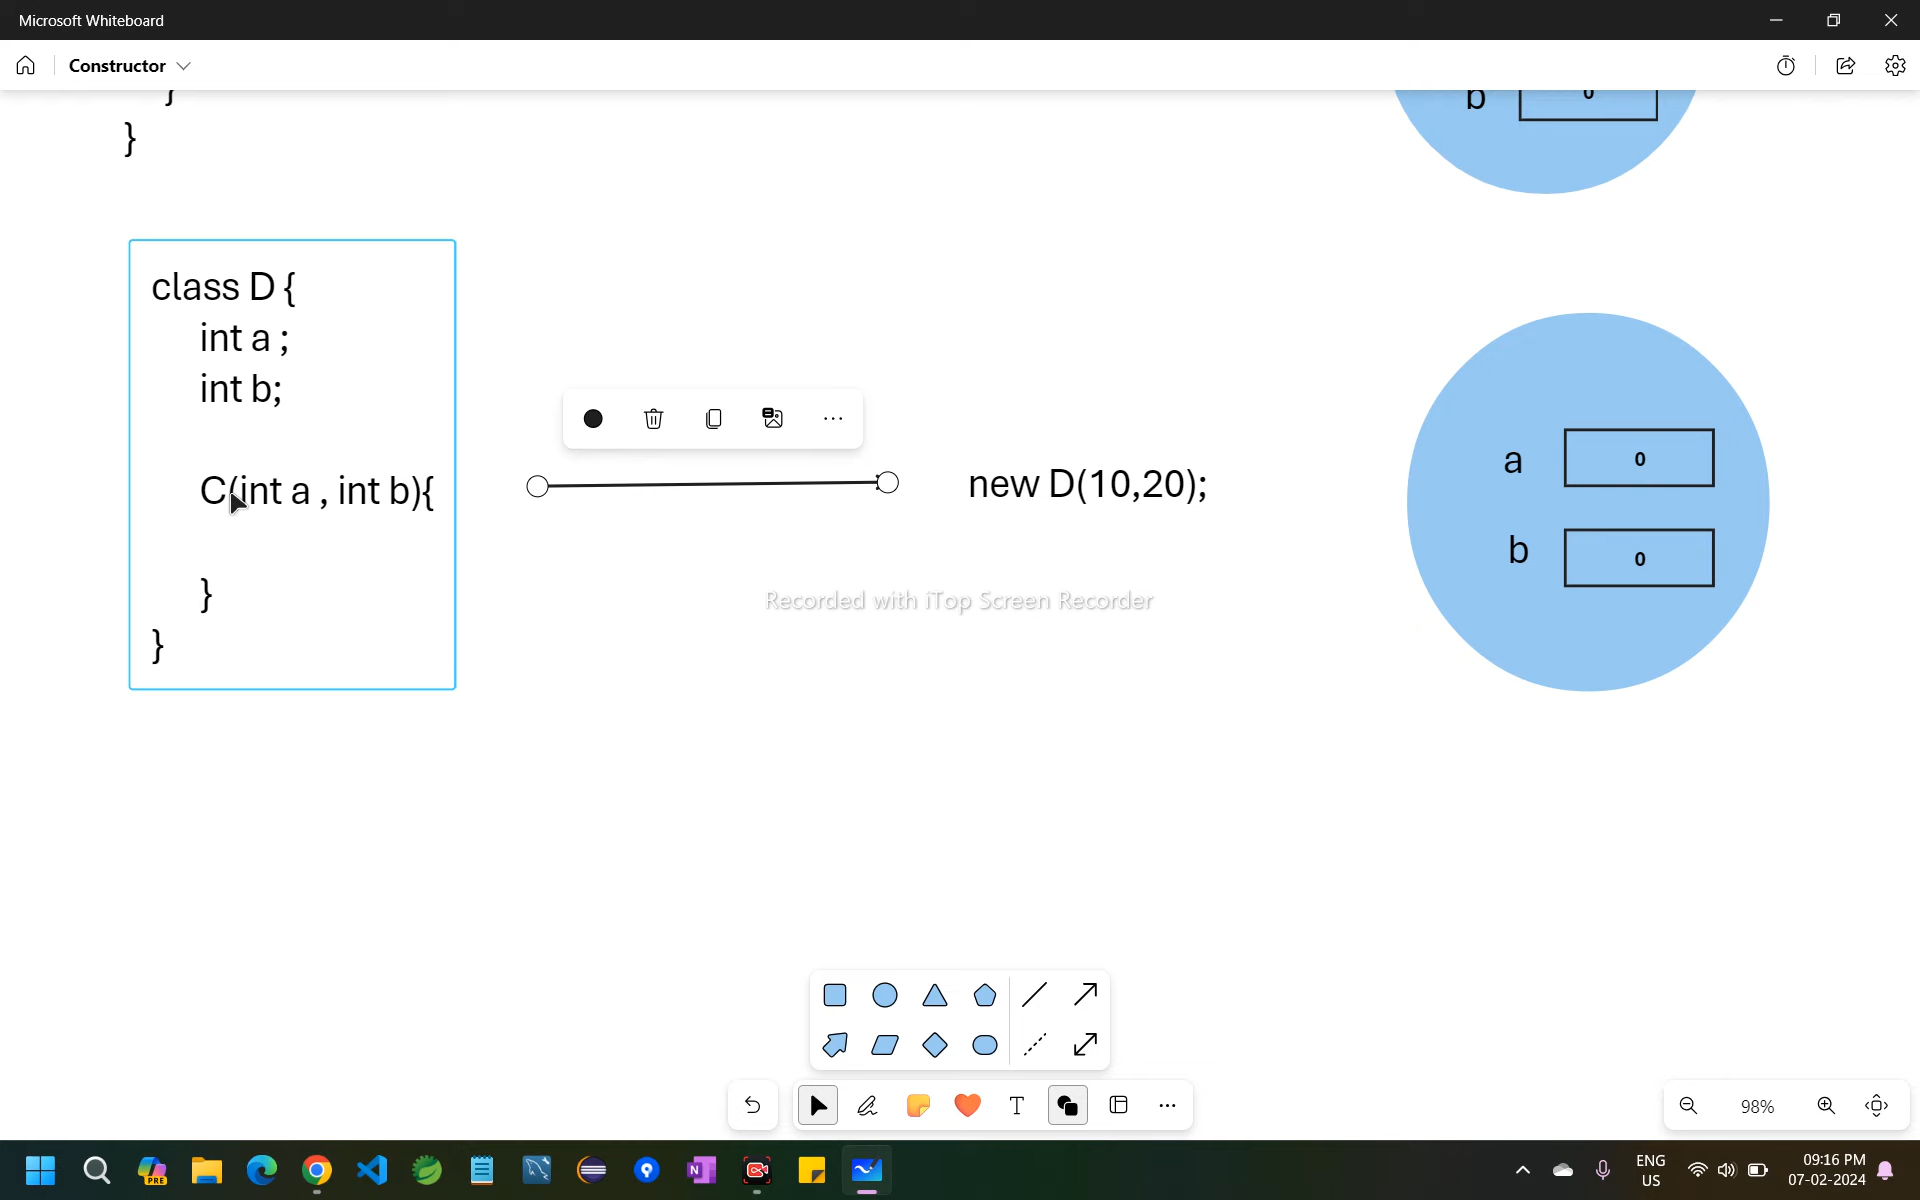 Microsoft Whiteboard
Constructor
}
}
b 0
class D {
int a ;
int b;
C(int a , int b){
}
}
new D(10,20);
a 0
b 0
Recorded with iTop Screen Recorder
T
98%
PRE
N
ENG
US
09:16 PM
07-02-2024